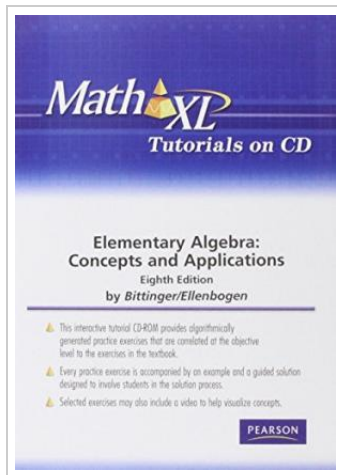 MathXL
Tutorials on CD
Elementary Algebra:
Concepts and Applications
Eighth Edition
by Bittinger/Ellenbogen
This interactive tutorial CD-ROM provides algorithmically
generated practice exercises that are correlated at the objective
level to the exercises in the textbook.
Every practice exercise is accompanied by an example and a guided solution
designed to involve students in the solution process.
Selected exercises may also include a video to help visualize concepts.
PEARSON